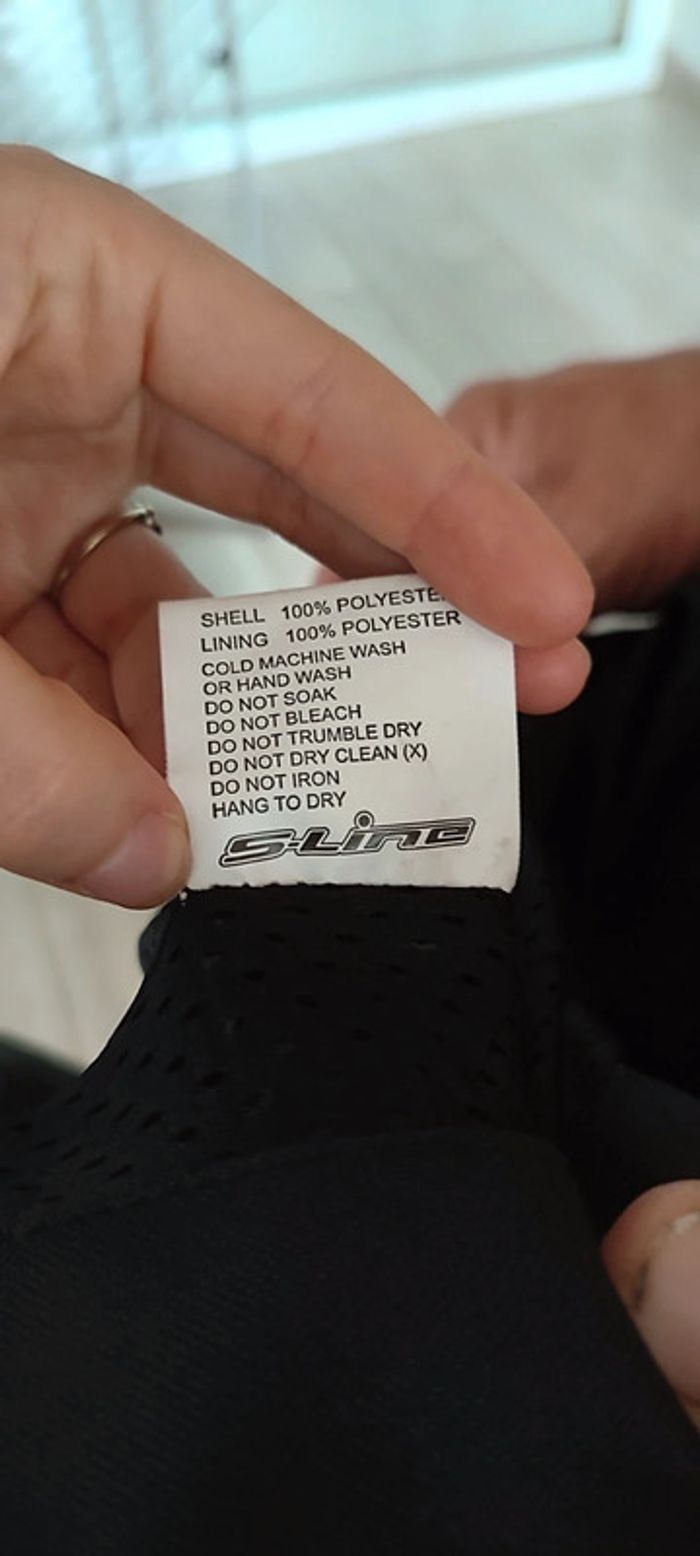 SHELL 100% POLYESTE
LINING 100% POLYESTER
COLD MACHINE WASH
OR HAND WASH
DO NOT SOAK
DO NOT BLEACH
DO NOT TRUMBLE DRY
DO NOT DRY CLEAN (X)
DO NOT IRON
HANG TO DRY
S-Line